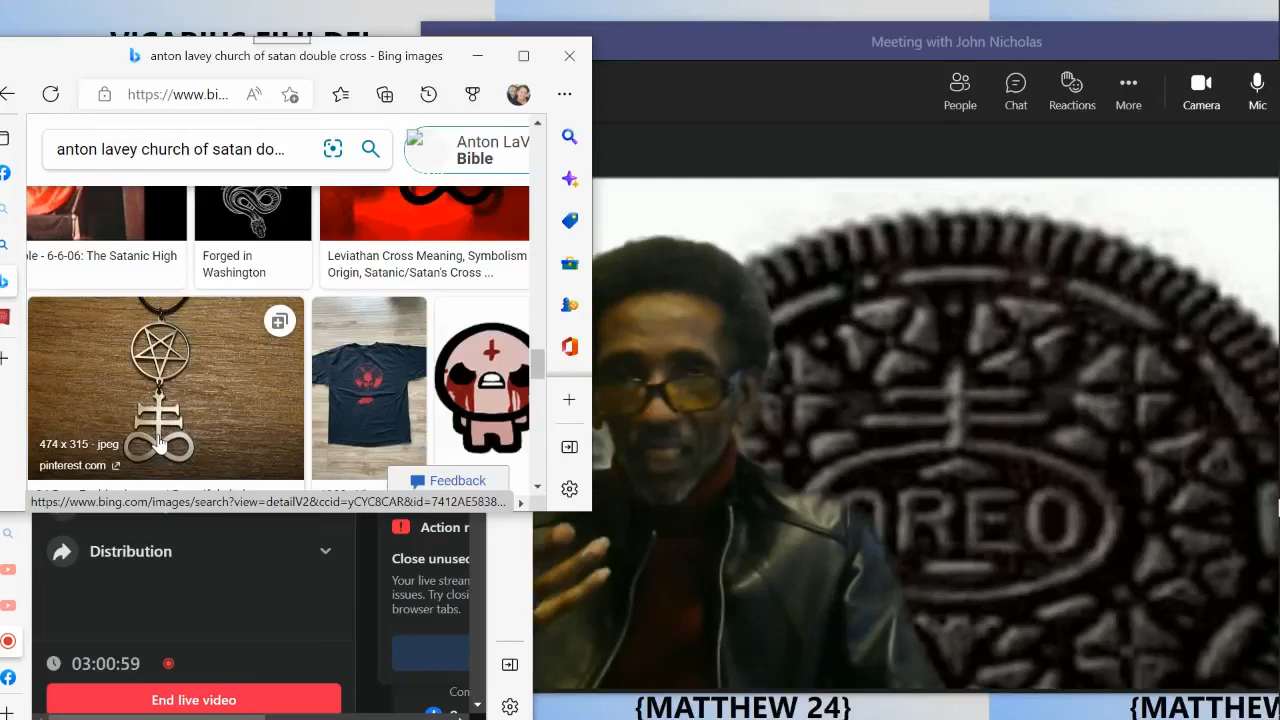 anton lavey church of satan double cross - Bing images
https://www.bi...
anton lavey church of satan do...
Anton LaV
Bible
le - 6-6-06: The Satanic High
Forged in
Washington
Leviathan Cross Meaning, Symbolism
Origin, Satanic/Satan's Cross ...
474 x 315 · jpeg
pinterest.com
Feedback
https://www.bing.com/images/search?view=detailV2&ccid=yCYC8CAR&id=7412AE5838...
Meeting with John Nicholas
People
Chat
Reactions
More
Camera
Mic
OREO
Distribution
Action r
Close unused
Your live strean
issues. Try closi
browser tabs.
Con
03:00:59
End live video
{MATTHEW 24}
{MATTHEW